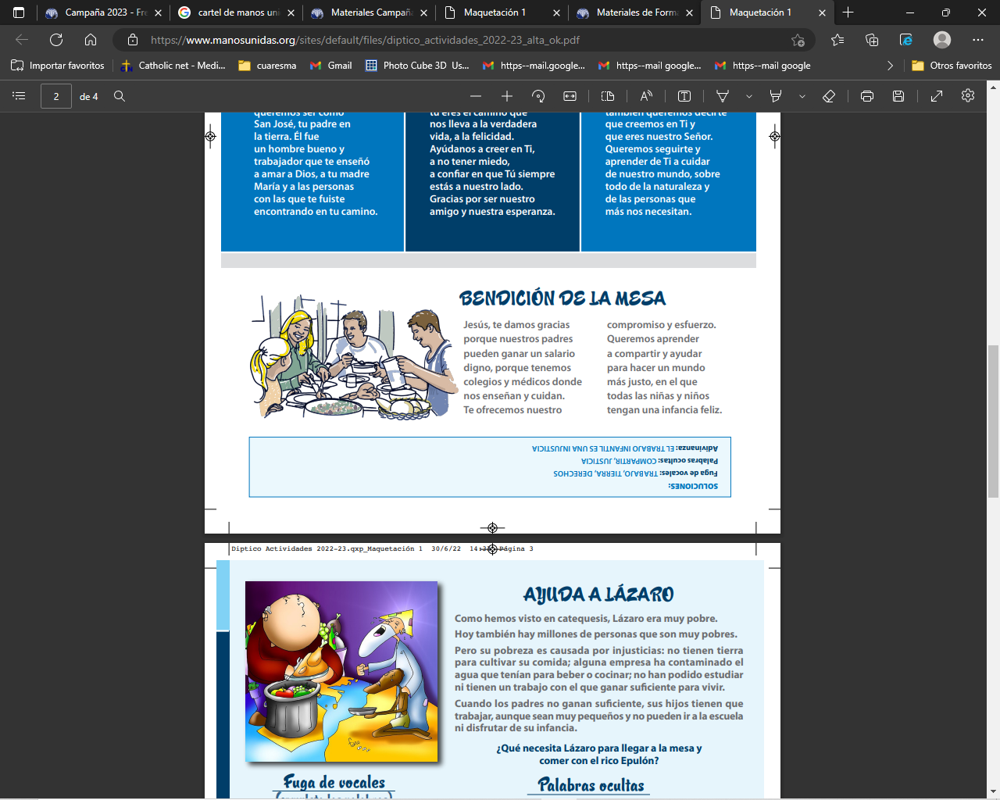 Campaña 2023 - Fre
cartel de manos uni
Materiales Campaña
Maquetación 1
Materiales de Forma
Maquetación 1
https://www.manosunidas.org/sites/default/files/diptico_actividades_2022-23_alta_ok.pdf
Importar favoritos
Catholic net - Medi...
cuaresma
Gmail
Photo Cube 3D Us...
https--mail.google...
https--mail google...
https--mail google
Otros favoritos
2 de 4
queremos ser como
San José, tu padre en
la tierra. Él fue
un hombre bueno y
trabajador que te enseñó
a amar a Dios, a tu madre
María y a las personas
con las que te fuiste
encontrando en tu camino.
tú eres el camino que
nos lleva a la verdadera
vida, a la felicidad.
Ayúdanos a creer en Ti,
a no tener miedo,
a confiar en que Tú siempre
estás a nuestro lado.
Gracias por ser nuestro
amigo y nuestra esperanza.
también queremos decirte
que creemos en Ti y
que eres nuestro Señor.
Queremos seguirte y
aprender de Ti a cuidar
de nuestro mundo, sobre
todo de la naturaleza y
de las personas que
más nos necesitan.
BENDICIÓN DE LA MESA
Jesús, te damos gracias
porque nuestros padres
pueden ganar un salario
digno, porque tenemos
colegios y médicos donde
nos enseñan y cuidan.
Te ofrecemos nuestro
compromiso y esfuerzo.
Queremos aprender
a compartir y ayudar
para hacer un mundo
más justo, en el que
todas las niñas y niños
tengan una infancia feliz.
SOLUCIONES:
Fuga de vocales: TRABAJO, TIERRA, DERECHOS
Palabras ocultas: COMPARTIR, JUSTICIA
Adivinanza: EL TRABAJO INFANTIL ES UNA INJUSTICIA
Diptico Actividades 2022-23.qxp_Maquetación 1 30/6/22 14:3 Página 3
AYUDA A LÁZARO
Como hemos visto en catequesis, Lázaro era muy pobre.
Hoy también hay millones de personas que son muy pobres.
Pero su pobreza es causada por injusticias: no tienen tierra
para cultivar su comida; alguna empresa ha contaminado el
agua que tenían para beber o cocinar; no han podido estudiar
ni tienen un trabajo con el que ganar suficiente para vivir.
Cuando los padres no ganan suficiente, sus hijos tienen que
trabajar, aunque sean muy pequeños y no pueden ir a la escuela
ni disfrutar de su infancia.
¿Qué necesita Lázaro para llegar a la mesa y
comer con el rico Epulón?
Fuga de vocales
(completa las palabras)
Palabras ocultas